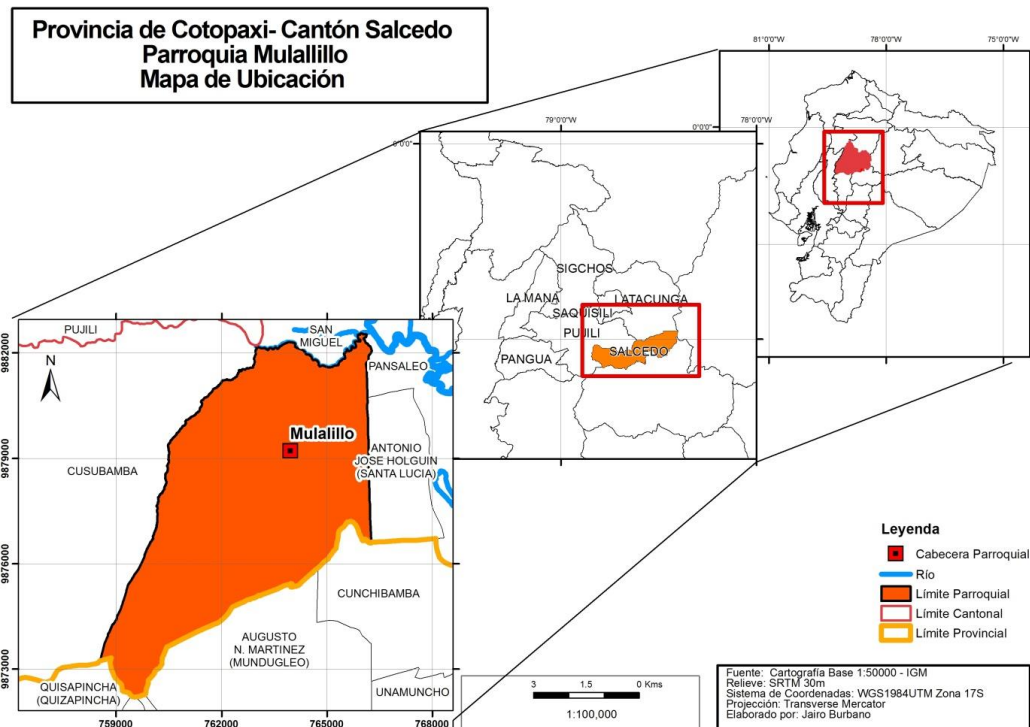 Provincia de Cotopaxi- Cantón Salcedo
Parroquia Mulallillo
Mapa de Ubicación
81°0'0"W
78°0'0"W
75°0'0"W
79°0'0"W
78°0'0"W
0°0'0"
0°0'0"
SIGCHOS
LA MANA
LATACUNGA
SAQUISILI
PUJILI
PANGUA
SALCEDO
PUJILI
SAN
MIGUEL
PANSALEO
N
Mulalillo
ANTONIO
JOSE HOLGUIN
(SANTA LUCIA)
CUSUBAMBA
CUNCHIBAMBA
AUGUSTO
N. MARTINEZ
(MUNDUGLEO)
QUISAPINCHA
(QUIZAPINCHA)
UNAMUNCHO
9882000
9879000
9876000
9873000
759000
762000
765000
768000
3 1.5 0 Kms
1:100,000
Leyenda
Cabecera Parroquial
Río
Límite Parroquial
Límite Cantonal
Límite Provincial
Fuente: Cartografía Base 1:50000 - IGM
Relieve: SRTM 30m
Sistema de Coordenadas: WGS1984UTM Zona 17S
Projección: Transverse Mercator
Elaborado por: Jairo Burbano